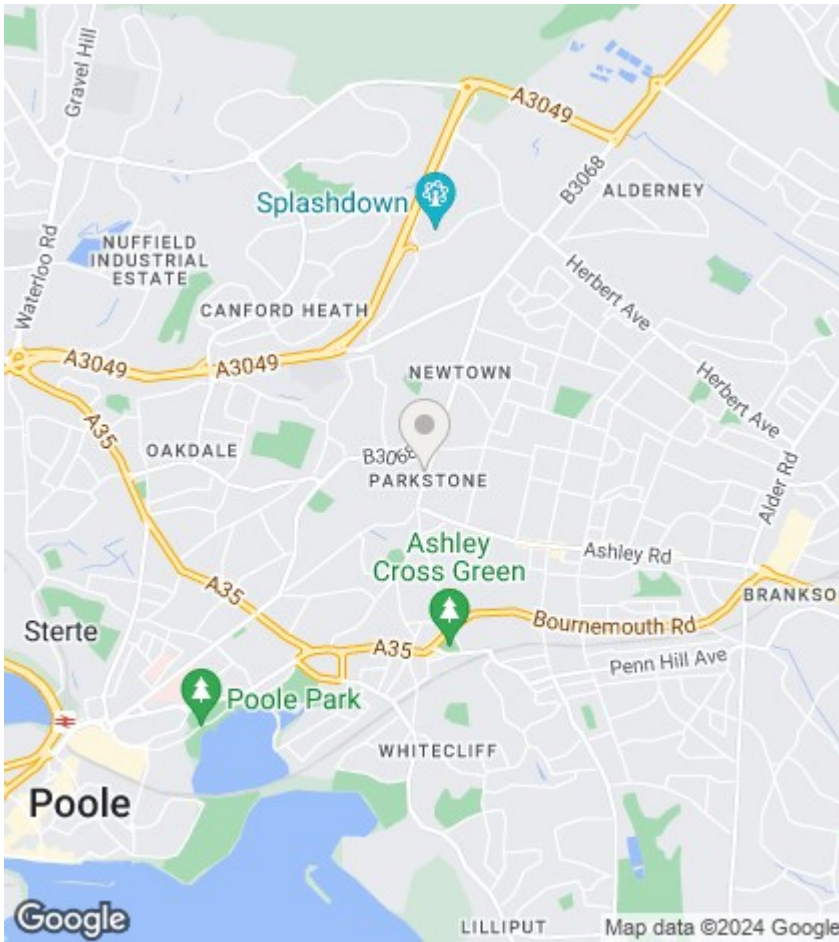 Gravel Hill
A3049
B3068
ALDERNEY
Splashdown
Waterloo Rd
NUFFIELD
INDUSTRIAL
ESTATE
Herbert Ave
CANFORD HEATH
A3049
A3049
NEWTOWN
Herbert Ave
A35
OAKDALE
B3068
PARKSTONE
Alder Rd
Ashley
Cross Green
Ashley Rd
A35
BRANKSO
Sterte
Bournemouth Rd
A35
Penn Hill Ave
Poole Park
WHITECLIFF
Poole
Google
LILLIPUT
Map data ©2024 Google